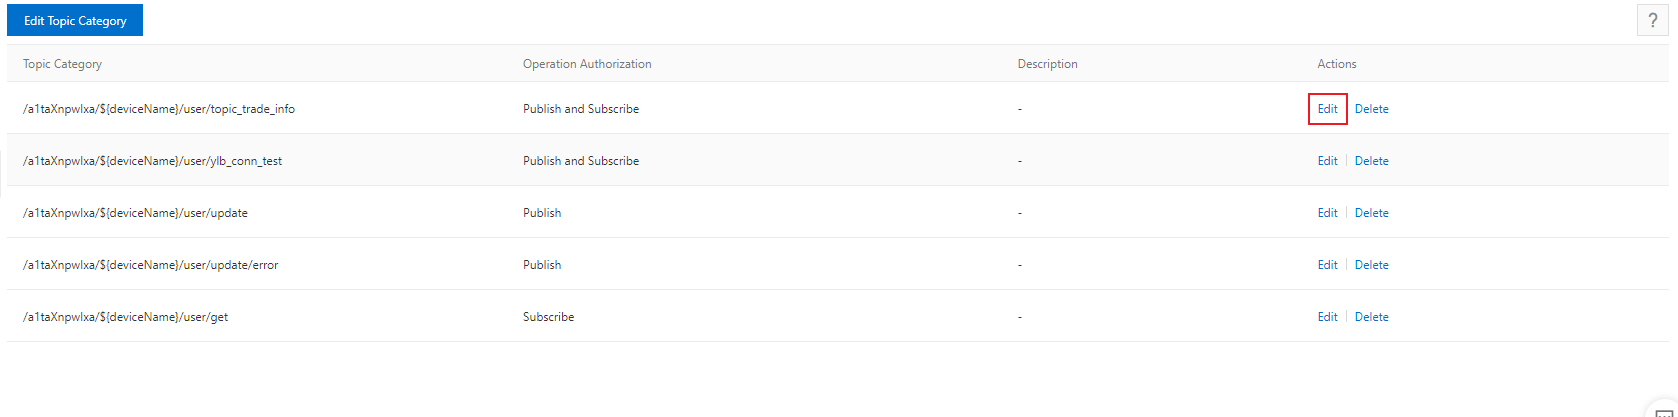 Edit Topic Category
?
Topic Category Operation Authorization Description Actions
/a1taXnpwlxa/${deviceName}/user/topic_trade_info Publish and Subscribe - Edit Delete
/a1taXnpwlxa/${deviceName}/user/ylb_conn_test Publish and Subscribe - Edit Delete
/a1taXnpwlxa/${deviceName}/user/update Publish - Edit Delete
/a1taXnpwlxa/${deviceName}/user/update/error Publish - Edit Delete
/a1taXnpwlxa/${deviceName}/user/get Subscribe - Edit Delete